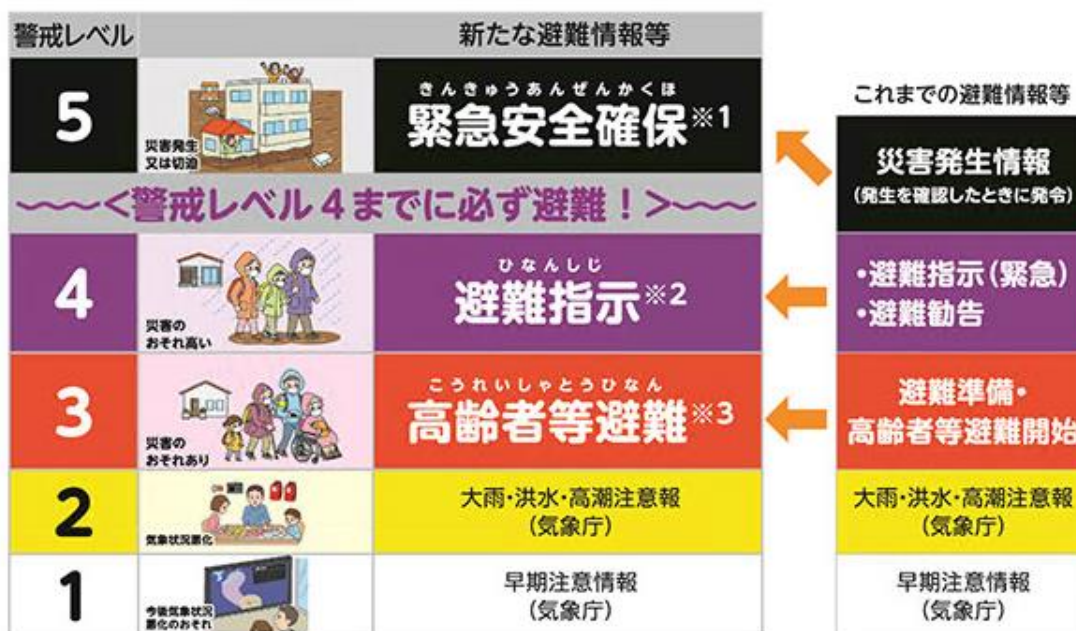 警戒レベル
新たな避難情報等
5
災害発生
又は切迫
きんきゅうあんぜんかくほ
緊急安全確保※1
〜〜〜<警戒レベル4までに必ず避難!>〜〜〜
4
災害の
おそれ高い
ひなんしじ
避難指示※2
3
災害の
おそれあり
こうれいしゃとうひなん
高齢者等避難※3
2
気象状況悪化
大雨・洪水・高潮注意報
(気象庁)
1
今後気象状況
悪化のおそれ
早期注意情報
(気象庁)
これまでの避難情報等
災害発生情報
(発生を確認したときに発令)
・避難指示(緊急)
・避難勧告
避難準備・
高齢者等避難開始
大雨・洪水・高潮注意報
(気象庁)
早期注意情報
(気象庁)